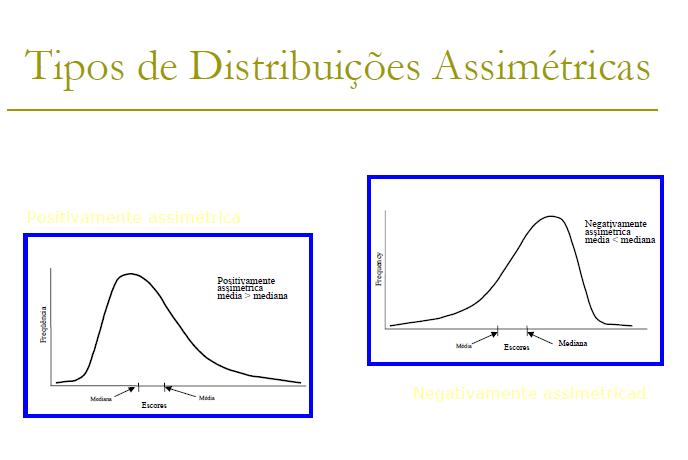 Tipos de Distribuições Assimétricas
Positivamente assimétrica
Freqüência
Positivamente
assimétrica
média > mediana
Mediana
Escores
Média
Frequency
Negativamente
assimétrica
média < mediana
Média
Escores
Mediana
Negativamente assimétricad